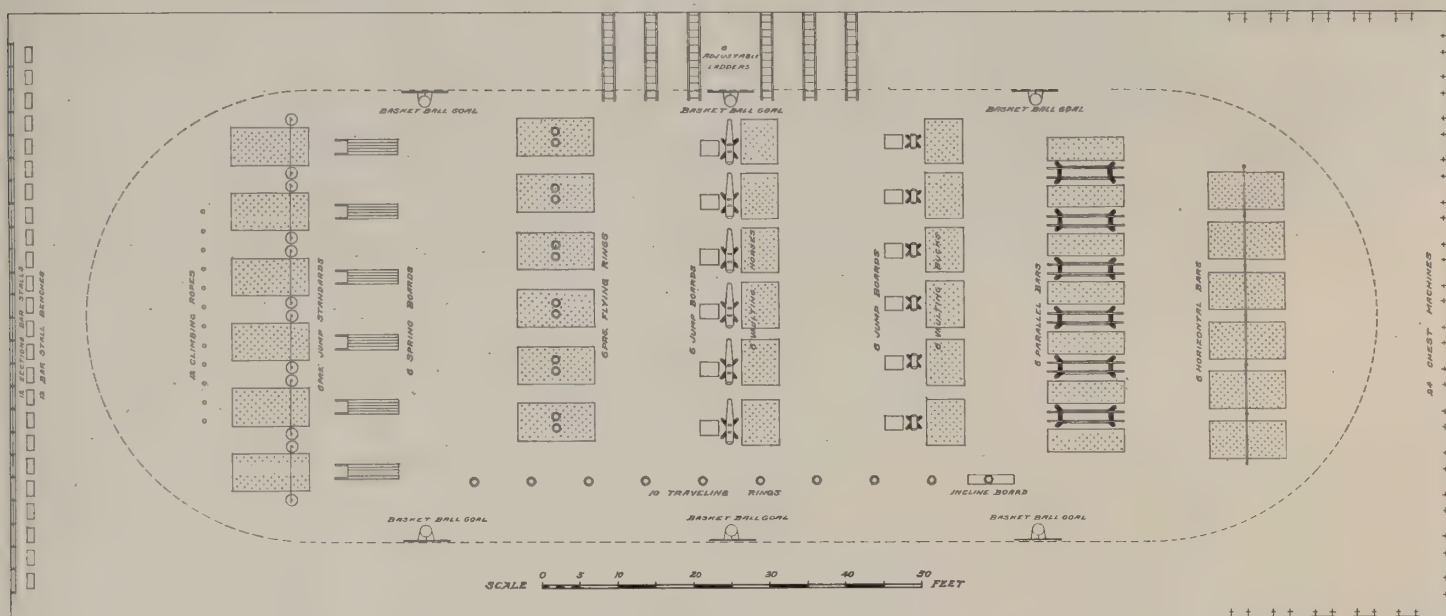 6
ADJUSTABLE
LADDERS
BASKET BALL GOAL
BASKET BALL GOAL
BASKET BALL GOAL
12 SECTIONS BAR STALLS
12 BAR STALL BENCHES
12 CLIMBING ROPES
6 PAIR JUMP STANDARDS
6 SPRING BOARDS
6 PAIR FLYING RINGS
6 JUMP BOARDS
6 VAULTING HORSES
6 JUMP BOARDS
6 VAULTING BUCKS
6 PARALLEL BARS
6 HORIZONTAL BARS
24 CHEST MACHINES
10 TRAVELING RINGS
INCLINE BOARD
BASKET BALL GOAL
BASKET BALL GOAL
BASKET BALL GOAL
SCALE 0 5 10 20 30 40 50 FEET